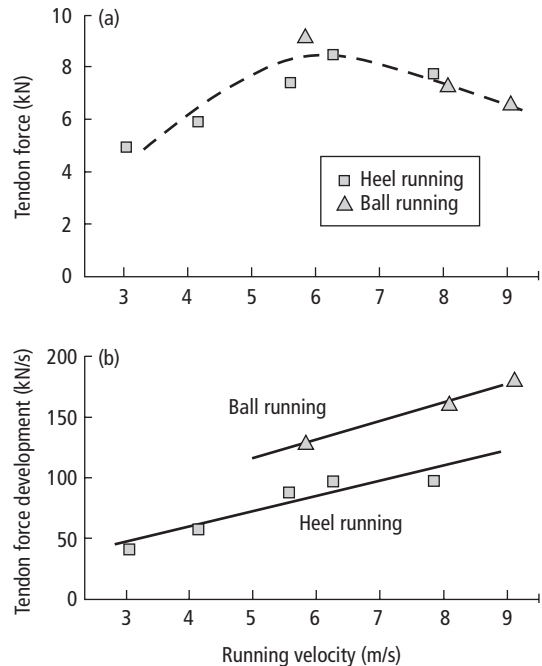 (a)
Tendon force (kN)
10
8
6
4
2
0
Heel running
Ball running
3 4 5 6 7 8 9
(b)
Tendon force development (kN/s)
200
150
100
50
0
Ball running
Heel running
3 4 5 6 7 8 9
Running velocity (m/s)